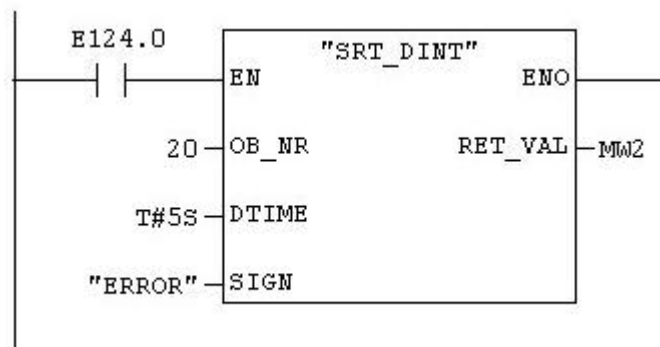 E124.0
"SRT_DINT"
EN ENO
20 OB_NR RET_VAL MW2
T#5S DTIME
"ERROR" SIGN